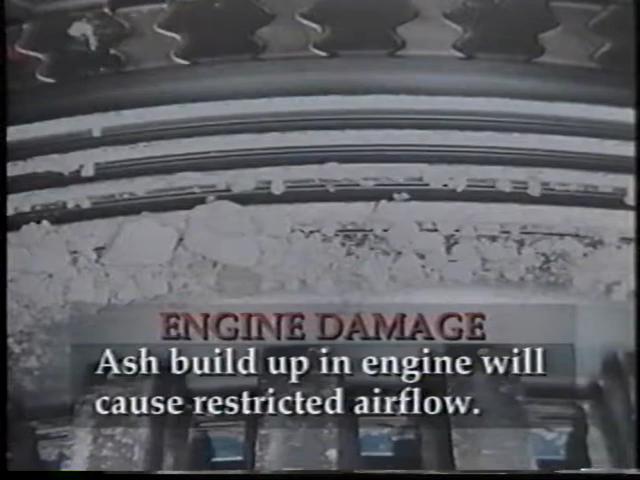 ENGINE DAMAGE
Ash build up in engine will
cause restricted airflow.